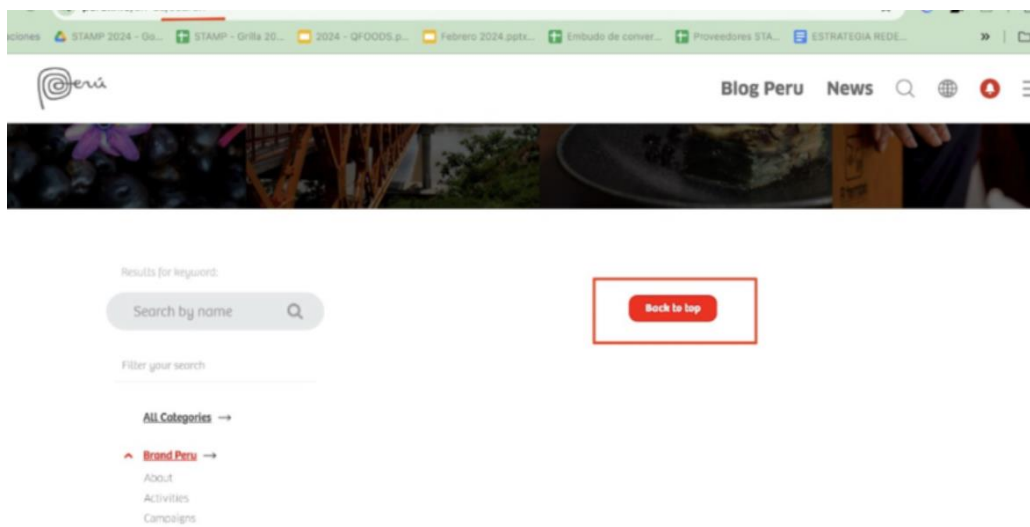 STAMP 2024 - Ga... STAMP - Grilla 20... 2024 - QFOODS.p... Febrero 2024.pptx... Embudo de conver... Proveedores STA... ESTRATEGIA REDE...
Perú Blog Peru News
Results for keyword:
Search by name Back to top
Filter your search
All Categories →
Brand Peru →
About
Activities
Campaigns